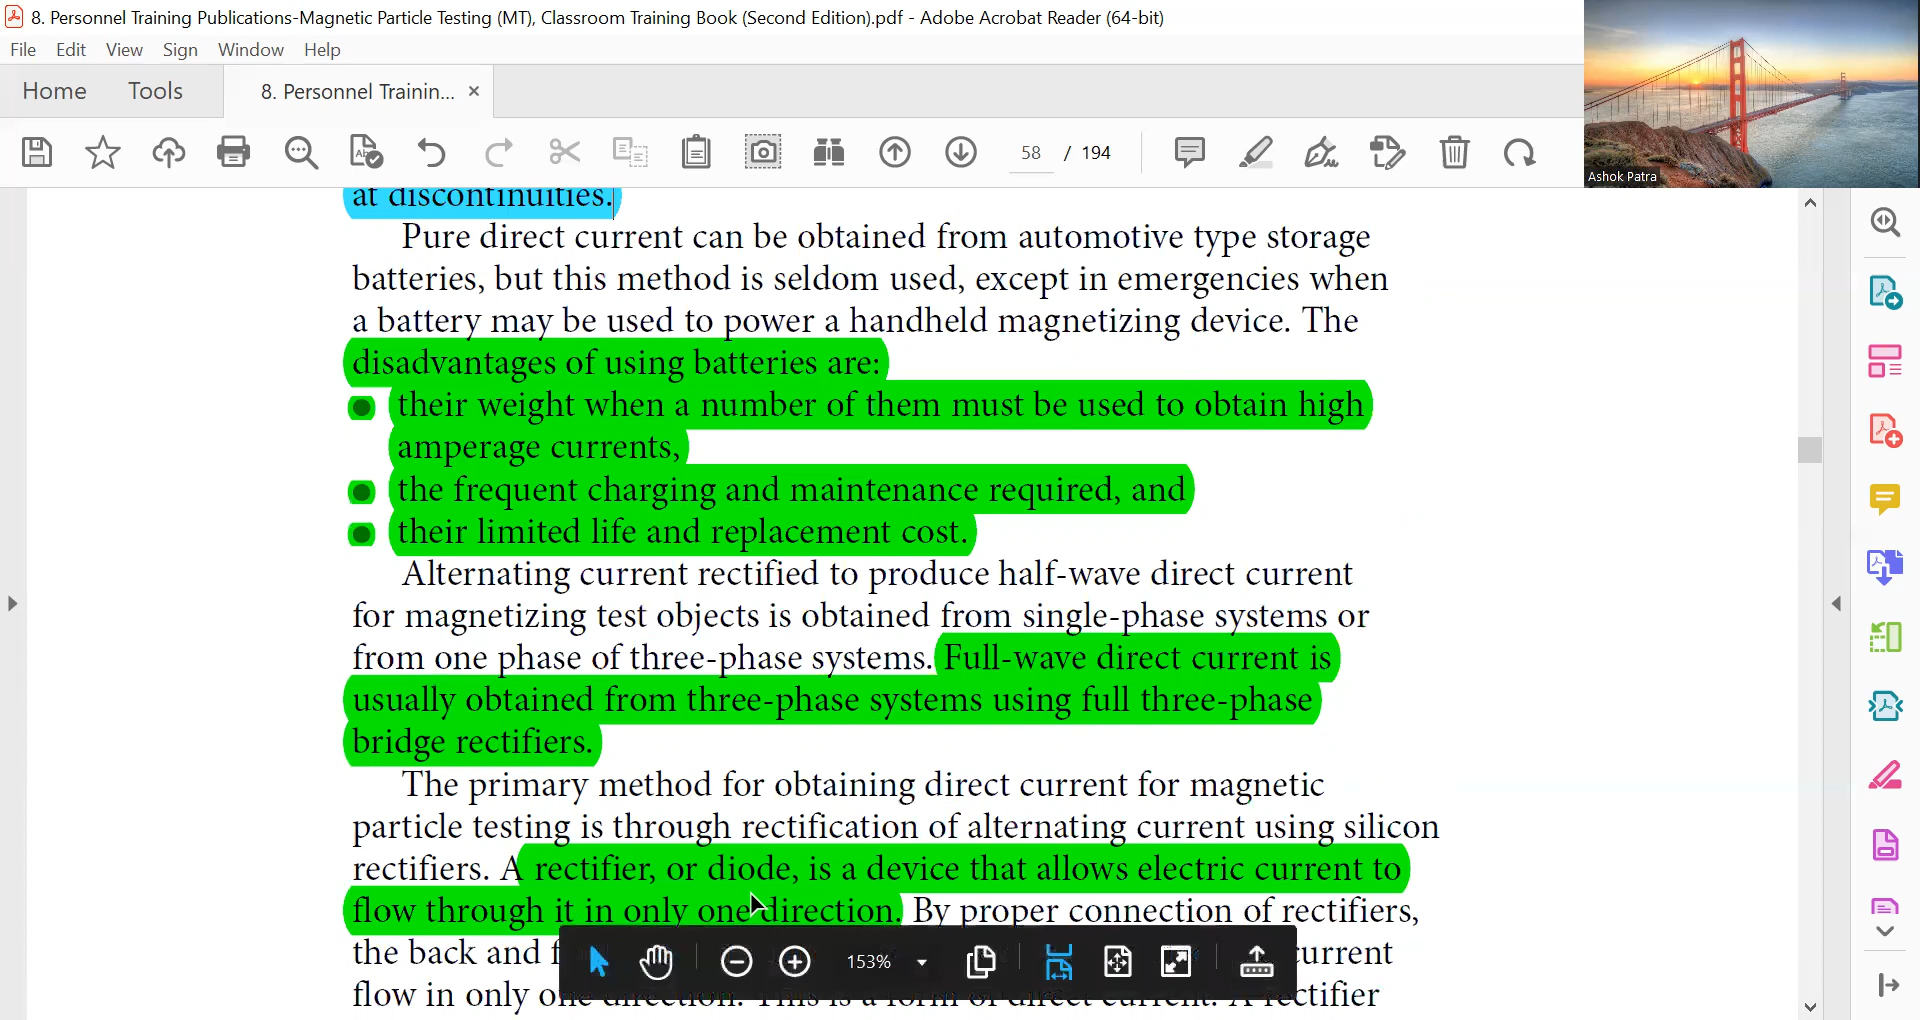 8. Personnel Training Publications-Magnetic Particle Testing (MT), Classroom Training Book (Second Edition).pdf - Adobe Acrobat Reader (64-bit)
File Edit View Sign Window Help
Home Tools 8. Personnel Trainin... ×
58 / 194
Ashok Patra
at discontinuities.
Pure direct current can be obtained from automotive type storage
batteries, but this method is seldom used, except in emergencies when
a battery may be used to power a handheld magnetizing device. The
disadvantages of using batteries are:
• their weight when a number of them must be used to obtain high
amperage currents,
• the frequent charging and maintenance required, and
• their limited life and replacement cost.
Alternating current rectified to produce half-wave direct current
for magnetizing test objects is obtained from single-phase systems or
from one phase of three-phase systems. Full-wave direct current is
usually obtained from three-phase systems using full three-phase
bridge rectifiers.
The primary method for obtaining direct current for magnetic
particle testing is through rectification of alternating current using silicon
rectifiers. A rectifier, or diode, is a device that allows electric current to
flow through it in only one direction. By proper connection of rectifiers,
the back and current
flow in only direction. This is a form of direct current. A rectifier
153%